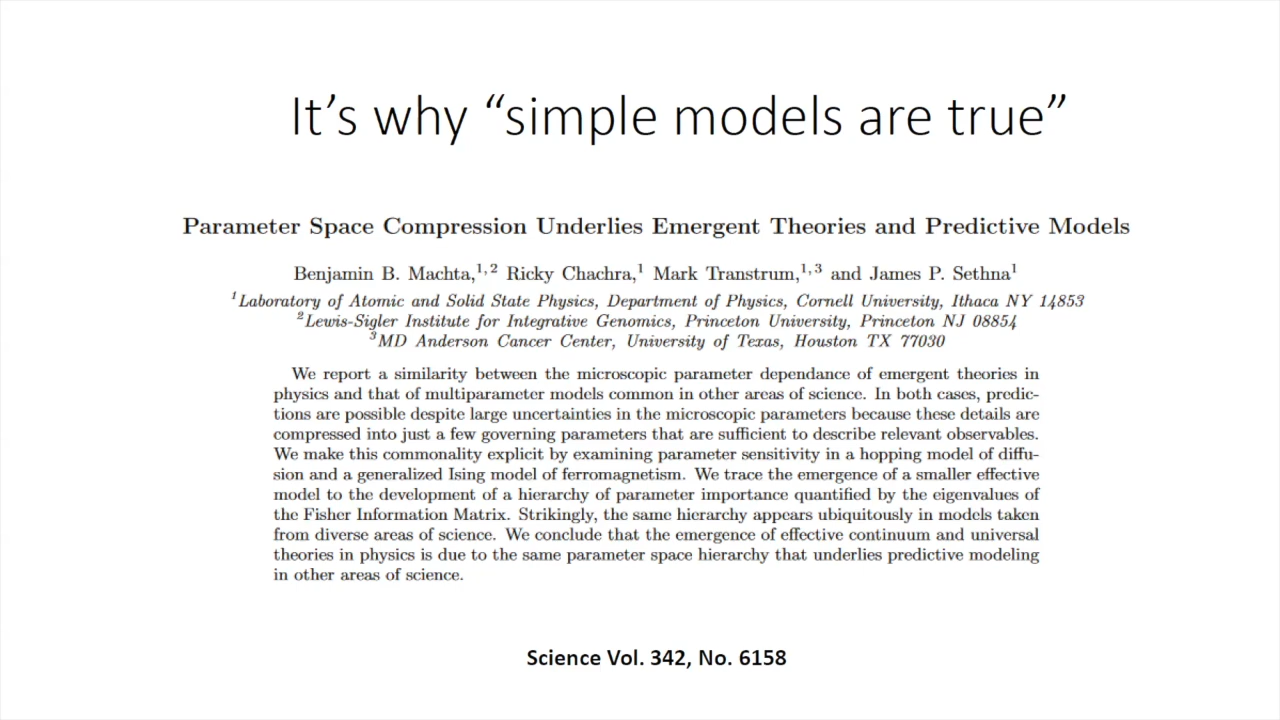 It’s why “simple models are true”
Parameter Space Compression Underlies Emergent Theories and Predictive Models
Benjamin B. Machta,1,2 Ricky Chachra,1 Mark Transtrum,1,3 and James P. Sethna1
1Laboratory of Atomic and Solid State Physics, Department of Physics, Cornell University, Ithaca NY 14853
2Lewis-Sigler Institute for Integrative Genomics, Princeton University, Princeton NJ 08854
3MD Anderson Cancer Center, University of Texas, Houston TX 77030
We report a similarity between the microscopic parameter dependance of emergent theories in
physics and that of multiparameter models common in other areas of science. In both cases, predic-
tions are possible despite large uncertainties in the microscopic parameters because these details are
compressed into just a few governing parameters that are sufficient to describe relevant observables.
We make this commonality explicit by examining parameter sensitivity in a hopping model of diffu-
sion and a generalized Ising model of ferromagnetism. We trace the emergence of a smaller effective
model to the development of a hierarchy of parameter importance quantified by the eigenvalues of
the Fisher Information Matrix. Strikingly, the same hierarchy appears ubiquitously in models taken
from diverse areas of science. We conclude that the emergence of effective continuum and universal
theories in physics is due to the same parameter space hierarchy that underlies predictive modeling
in other areas of science.
Science Vol. 342, No. 6158